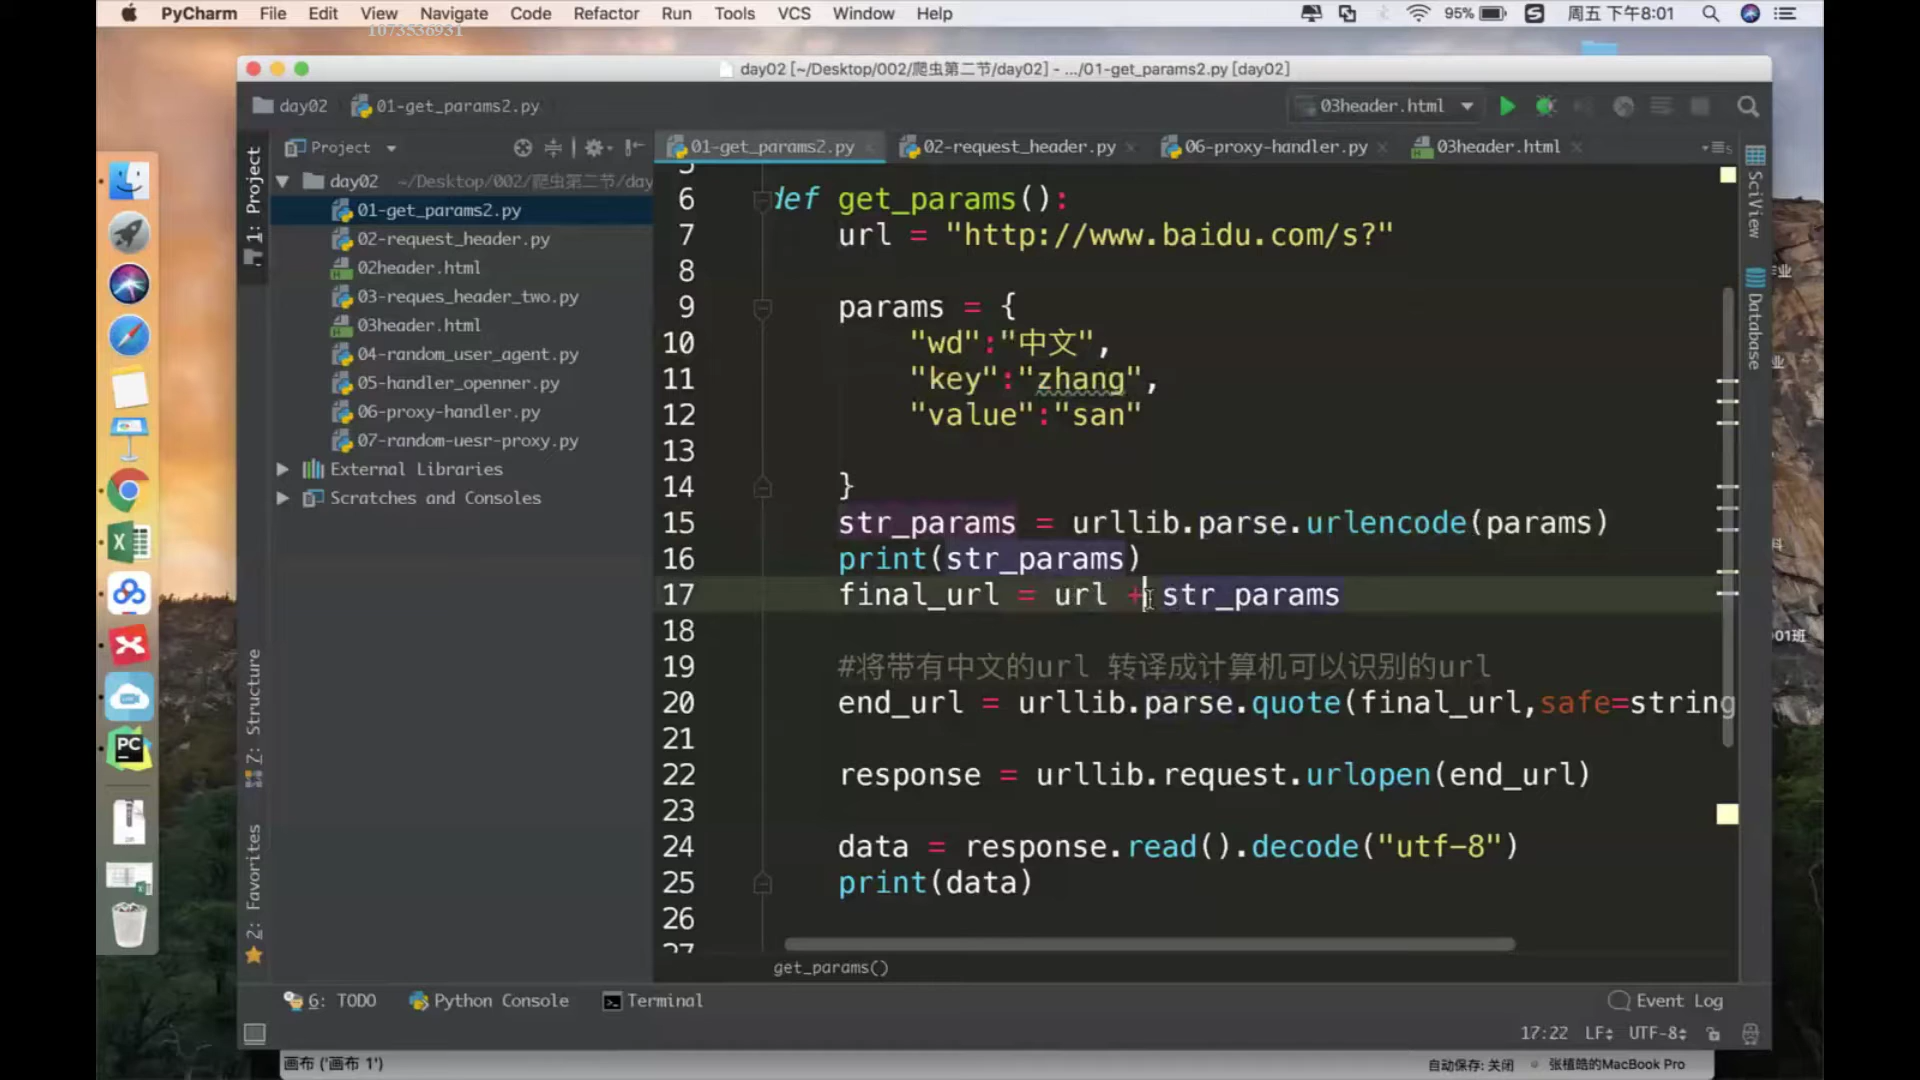 PyCharm File Edit View Navigate Code Refactor Run Tools VCS Window Help
95% 周五下午8:01
1073536931
day02 [~/Desktop/002/爬虫第二节/day02] - .../01-get_params2.py [day02]
day02 01-get_params2.py
03header.html
Project
01-get_params2.py 02-request_header.py 06-proxy-handler.py 03header.html
1: Project
day02 ~/Desktop/002/爬虫第二节/day
01-get_params2.py
02-request_header.py
02header.html
03-reques_header_two.py
03header.html
04-random_user_agent.py
05-handler_openner.py
06-proxy-handler.py
07-random-uesr-proxy.py
External Libraries
Scratches and Consoles
7: Structure
2: Favorites
5
6 def get_params():
7 url = "http://www.baidu.com/s?"
8
9 params = {
10 "wd":"中文",
11 "key":"zhang",
12 "value":"san"
13
14 }
15 str_params = urllib.parse.urlencode(params)
16 print(str_params)
17 final_url = url + str_params
18
19 #将带有中文的url 转译成计算机可以识别的url
20 end_url = urllib.parse.quote(final_url,safe=string
21
22 response = urllib.request.urlopen(end_url)
23
24 data = response.read().decode("utf-8")
25 print(data)
26
27
get_params()
SciView
Database
业
业
科
01班
PC
6: TODO Python Console Terminal Event Log
17:22 LF UTF-8
画布 ('画布 1') 自动保存: 关闭 张植皓的MacBook Pro